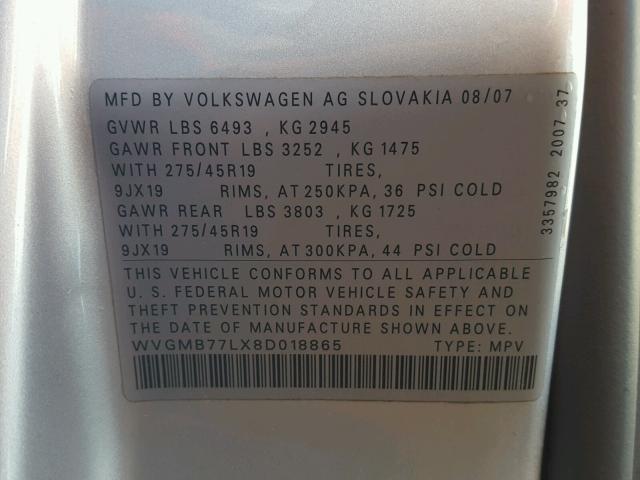 MFD BY VOLKSWAGEN AG SLOVAKIA 08/07
GVWR LBS 6493 , KG 2945
GAWR FRONT LBS 3252 , KG 1475
WITH 275/45R19 TIRES,
9JX19 RIMS, AT 250KPA, 36 PSI COLD
GAWR REAR LBS 3803 , KG 1725
WITH 275/45R19 TIRES,
9JX19 RIMS, AT 300KPA, 44 PSI COLD
THIS VEHICLE CONFORMS TO ALL APPLICABLE
U. S. FEDERAL MOTOR VEHICLE SAFETY AND
THEFT PREVENTION STANDARDS IN EFFECT ON
THE DATE OF MANUFACTURE SHOWN ABOVE.
WVGMB77LX8D018865 TYPE: MPV
3357982 2007 37